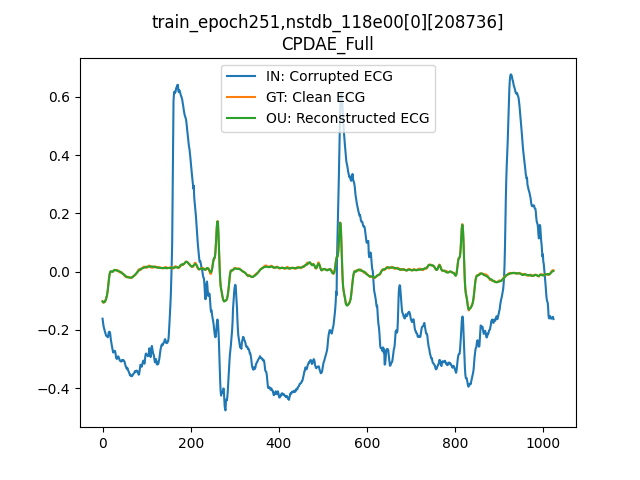 train_epoch251,nstdb_118e00[0][208736]
CPDAE_Full
IN: Corrupted ECG
GT: Clean ECG
OU: Reconstructed ECG
0.6
0.4
0.2
0.0
−0.2
−0.4
0 200 400 600 800 1000